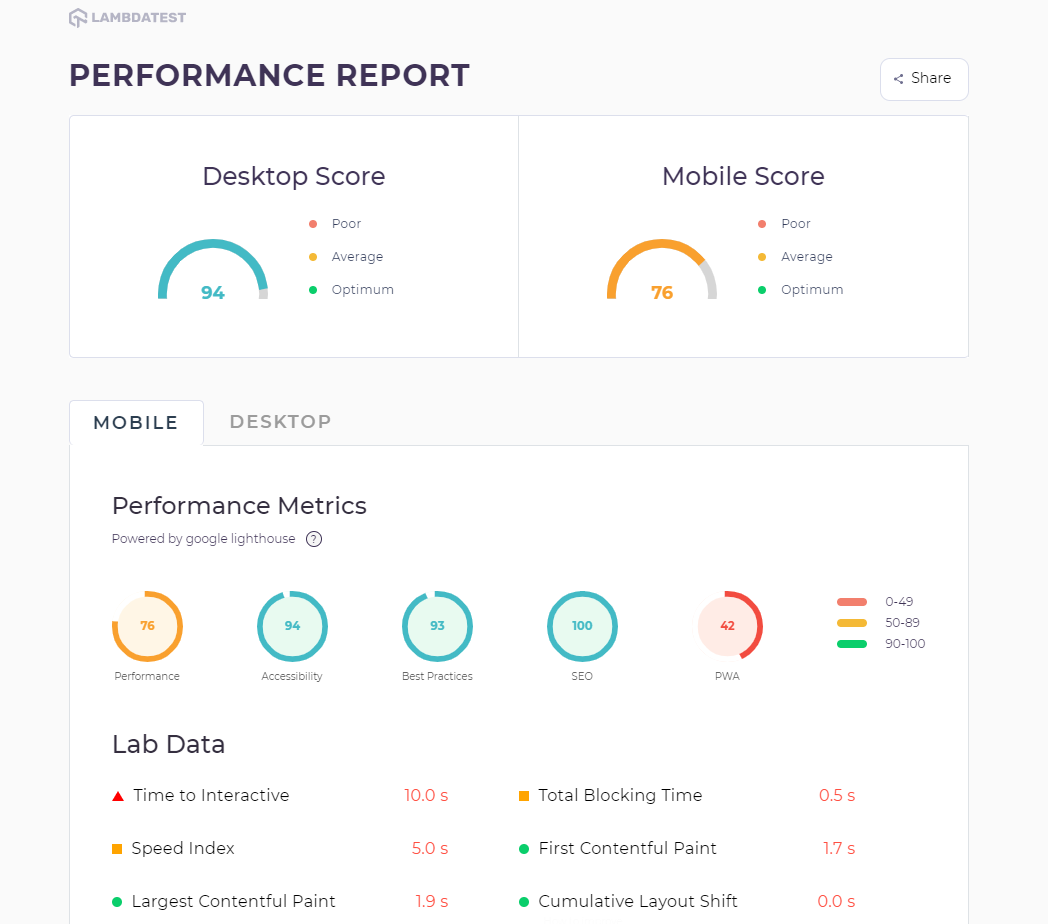 LAMBDATEST
PERFORMANCE REPORT
Share
Desktop Score
Poor
Average
Optimum
94
Mobile Score
Poor
Average
Optimum
76
MOBILE DESKTOP
Performance Metrics
Powered by google lighthouse ?
76 94 93 100 42
Performance Accessibility Best Practices SEO PWA
0-49
50-89
90-100
Lab Data
Time to Interactive 10.0 s Total Blocking Time 0.5 s
Speed Index 5.0 s First Contentful Paint 1.7 s
Largest Contentful Paint 1.9 s Cumulative Layout Shift 0.0 s